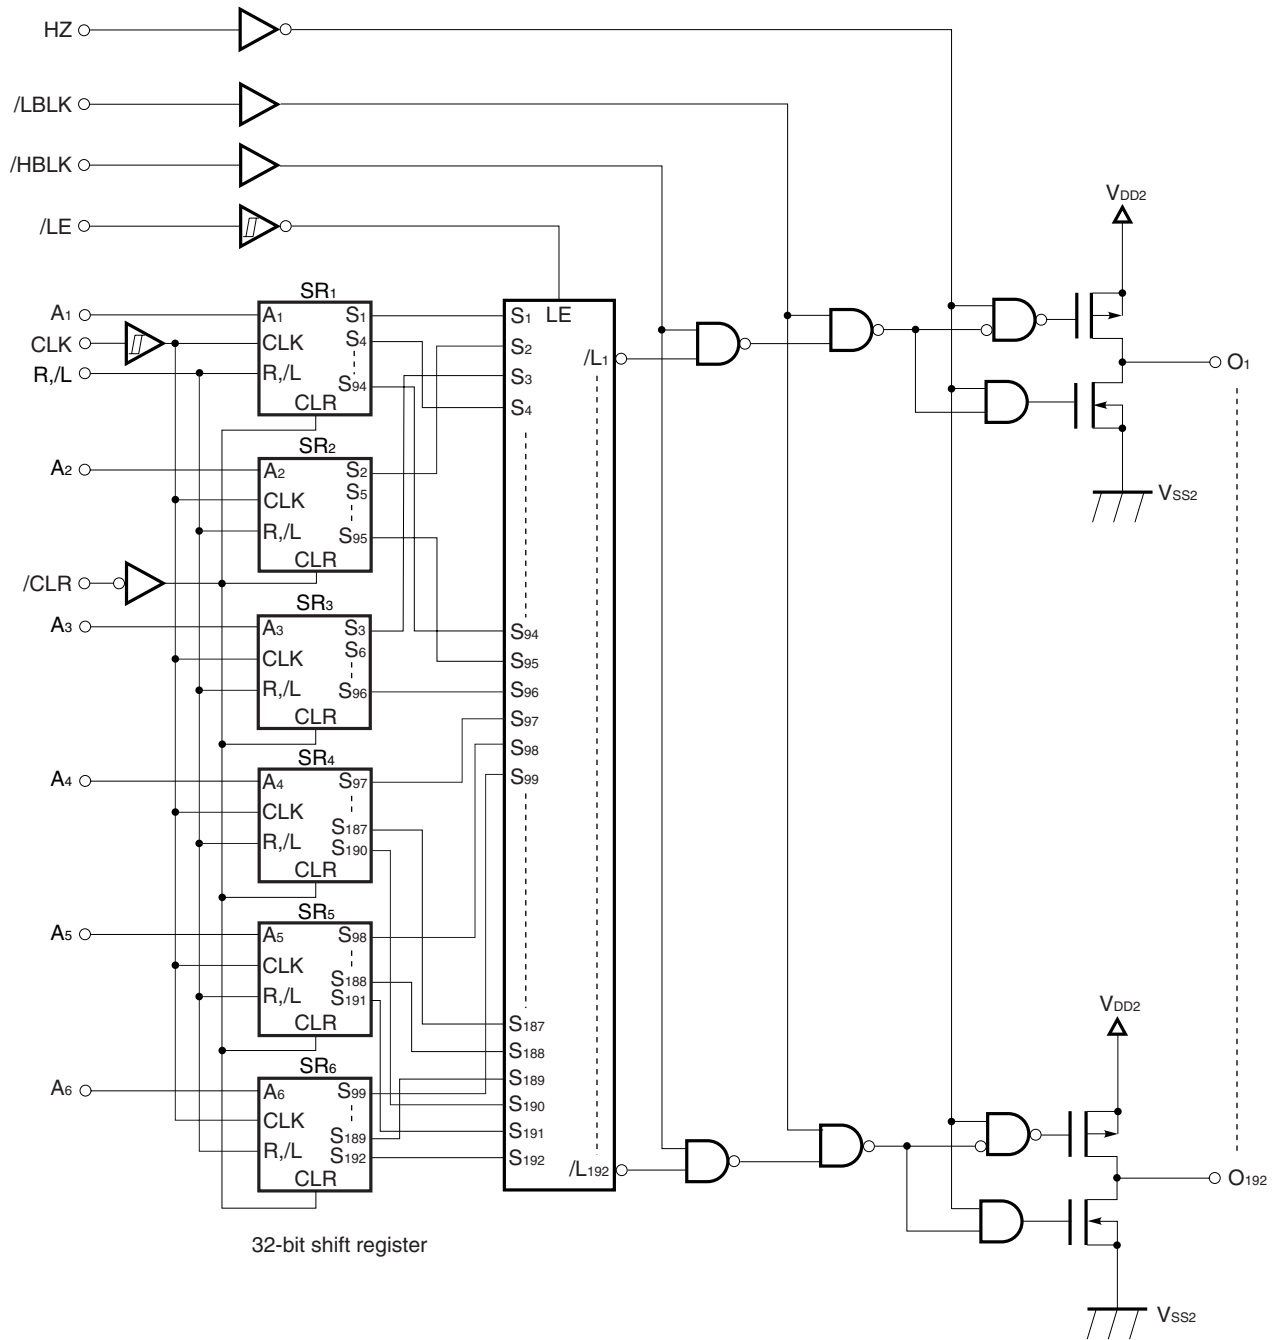 HZ
/LBLK
/HBLK
/LE
VDD2
SR1
A1
A1
S1
S1
LE
CLK
CLK
S4
S2
/L1
O1
R,/L
R,/L
S94
S3
CLR
S4
SR2
A2
A2
S2
CLK
S5
VSS2
R,/L
S95
CLR
/CLR
SR3
A3
A3
S3
S94
CLK
S6
S95
R,/L
S96
S96
CLR
S97
SR4
S98
A4
A4
S97
S99
CLK
R,/L
S187
S190
CLR
SR5
A5
A5
S98
CLK
S188
R,/L
S191
VDD2
CLR
S187
SR6
S188
A6
A6
S99
S189
CLK
S190
S189
S191
R,/L
S192
S192
/L192
O192
CLR
32-bit shift register
VSS2